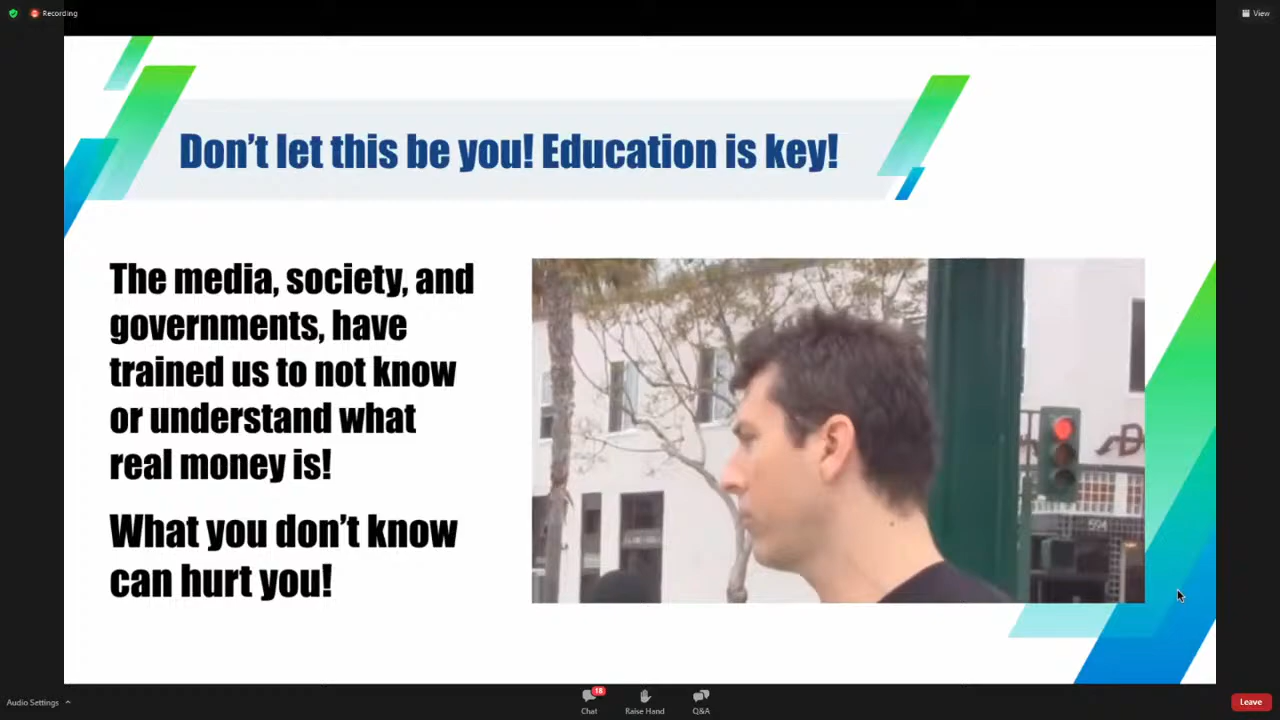 Recording
View
Don't let this be you! Education is key!
The media, society, and
governments, have
trained us to not know
or understand what
real money is!
What you don't know
can hurt you!
594
Audio Settings
18
Chat
Raise Hand
Q&A
Leave